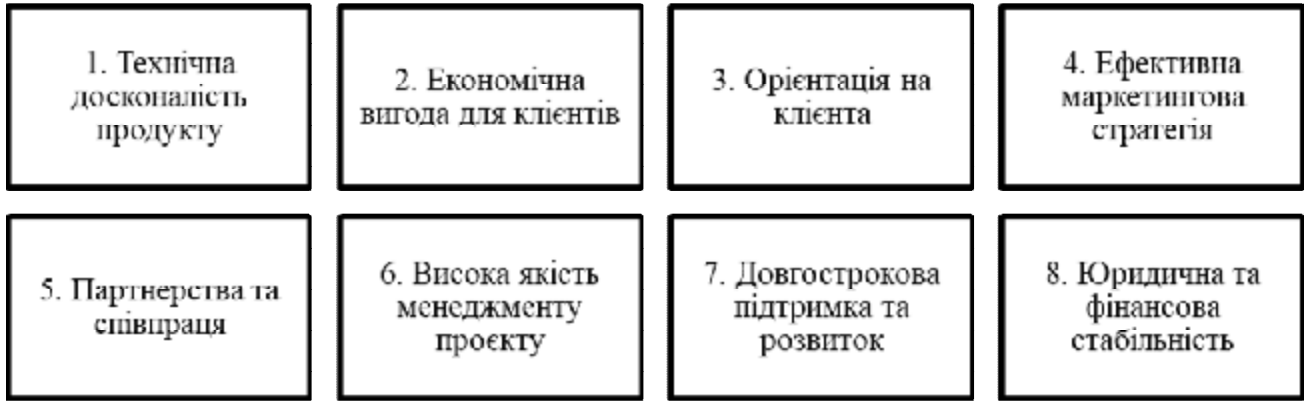 1. Технічна
досконалість
продукту
2. Економічна
вигода для клієнтів
3. Орієнтація на
клієнта
4. Ефективна
маркетингова
стратегія
5. Партнерства та
співпраця
6. Висока якість
менеджменту
проєкту
7. Довгострокова
підтримка та
розвиток
8. Юридична та
фінансова
стабільність